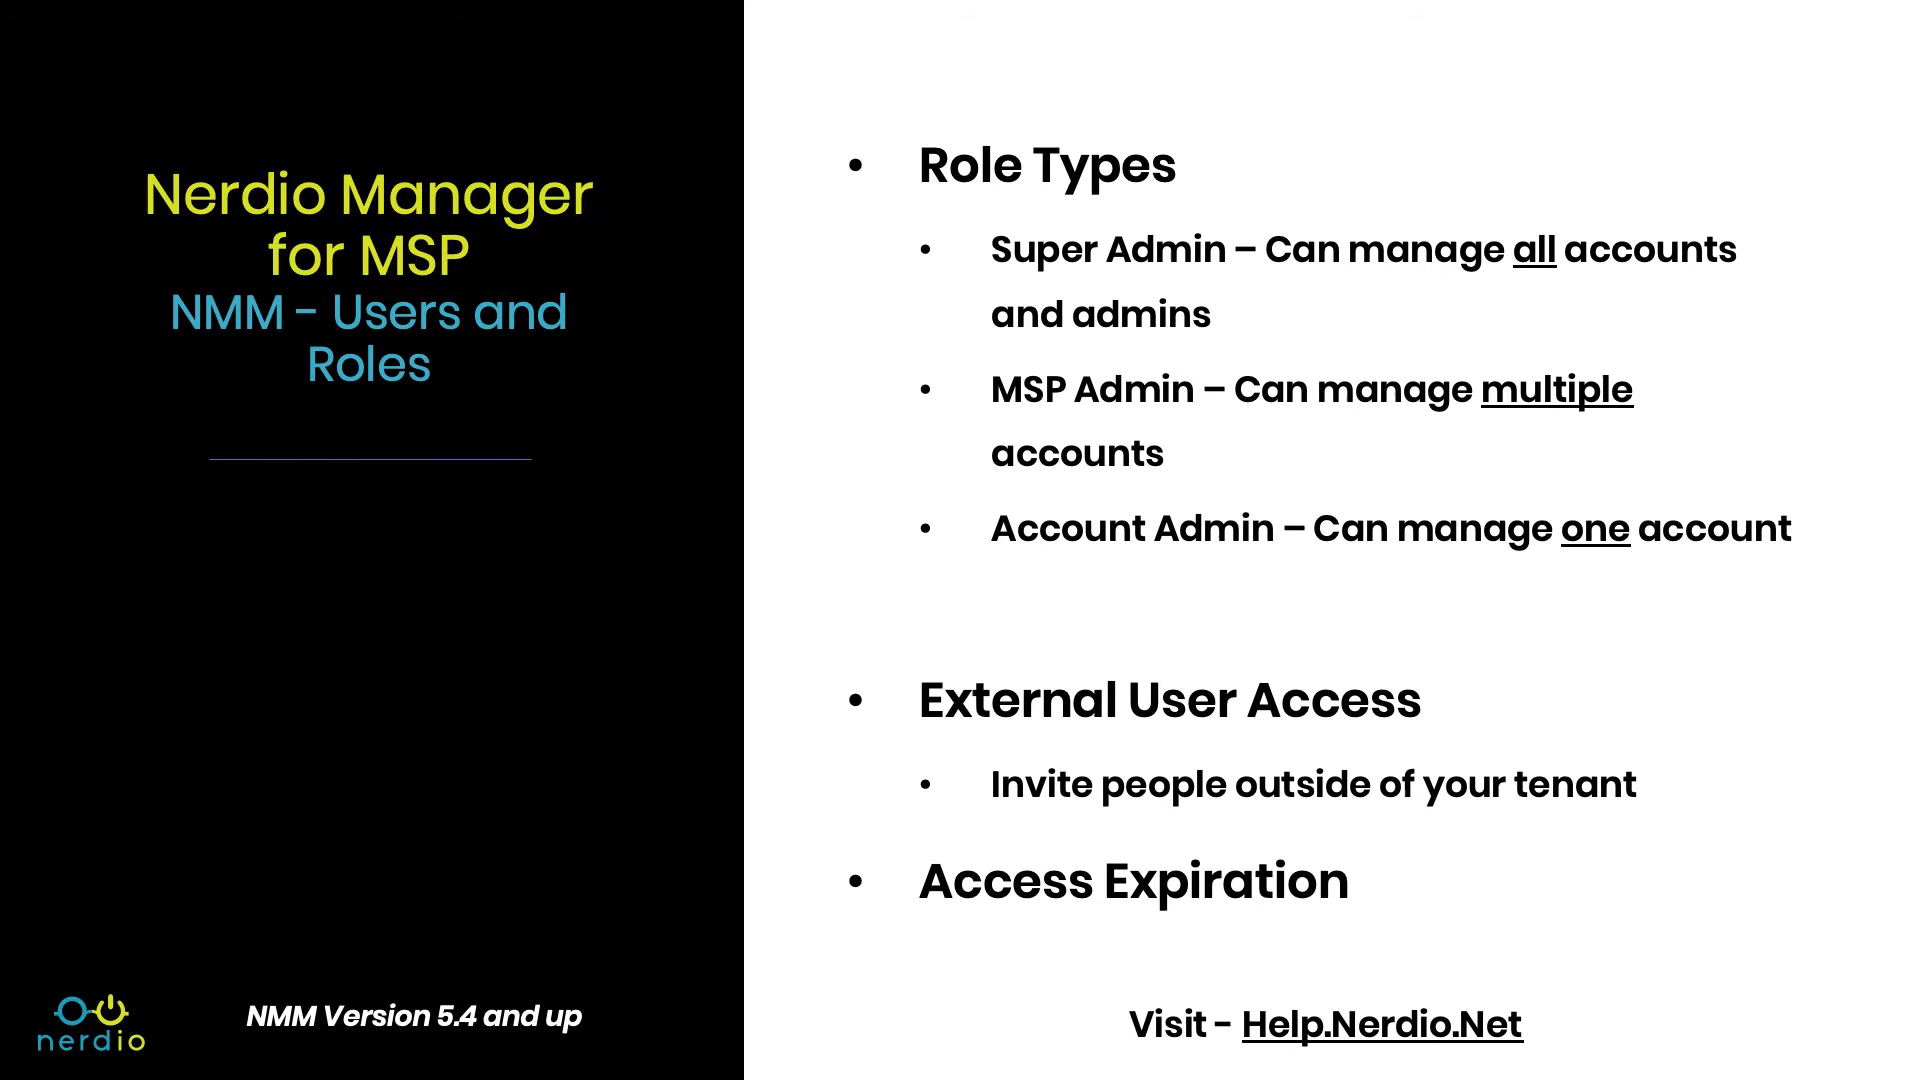 Nerdio Manager
for MSP
NMM - Users and
Roles
nerdio
NMM Version 5.4 and up
• Role Types
• Super Admin – Can manage all accounts
and admins
• MSP Admin – Can manage multiple
accounts
• Account Admin – Can manage one account
• External User Access
• Invite people outside of your tenant
• Access Expiration
Visit - Help.Nerdio.Net